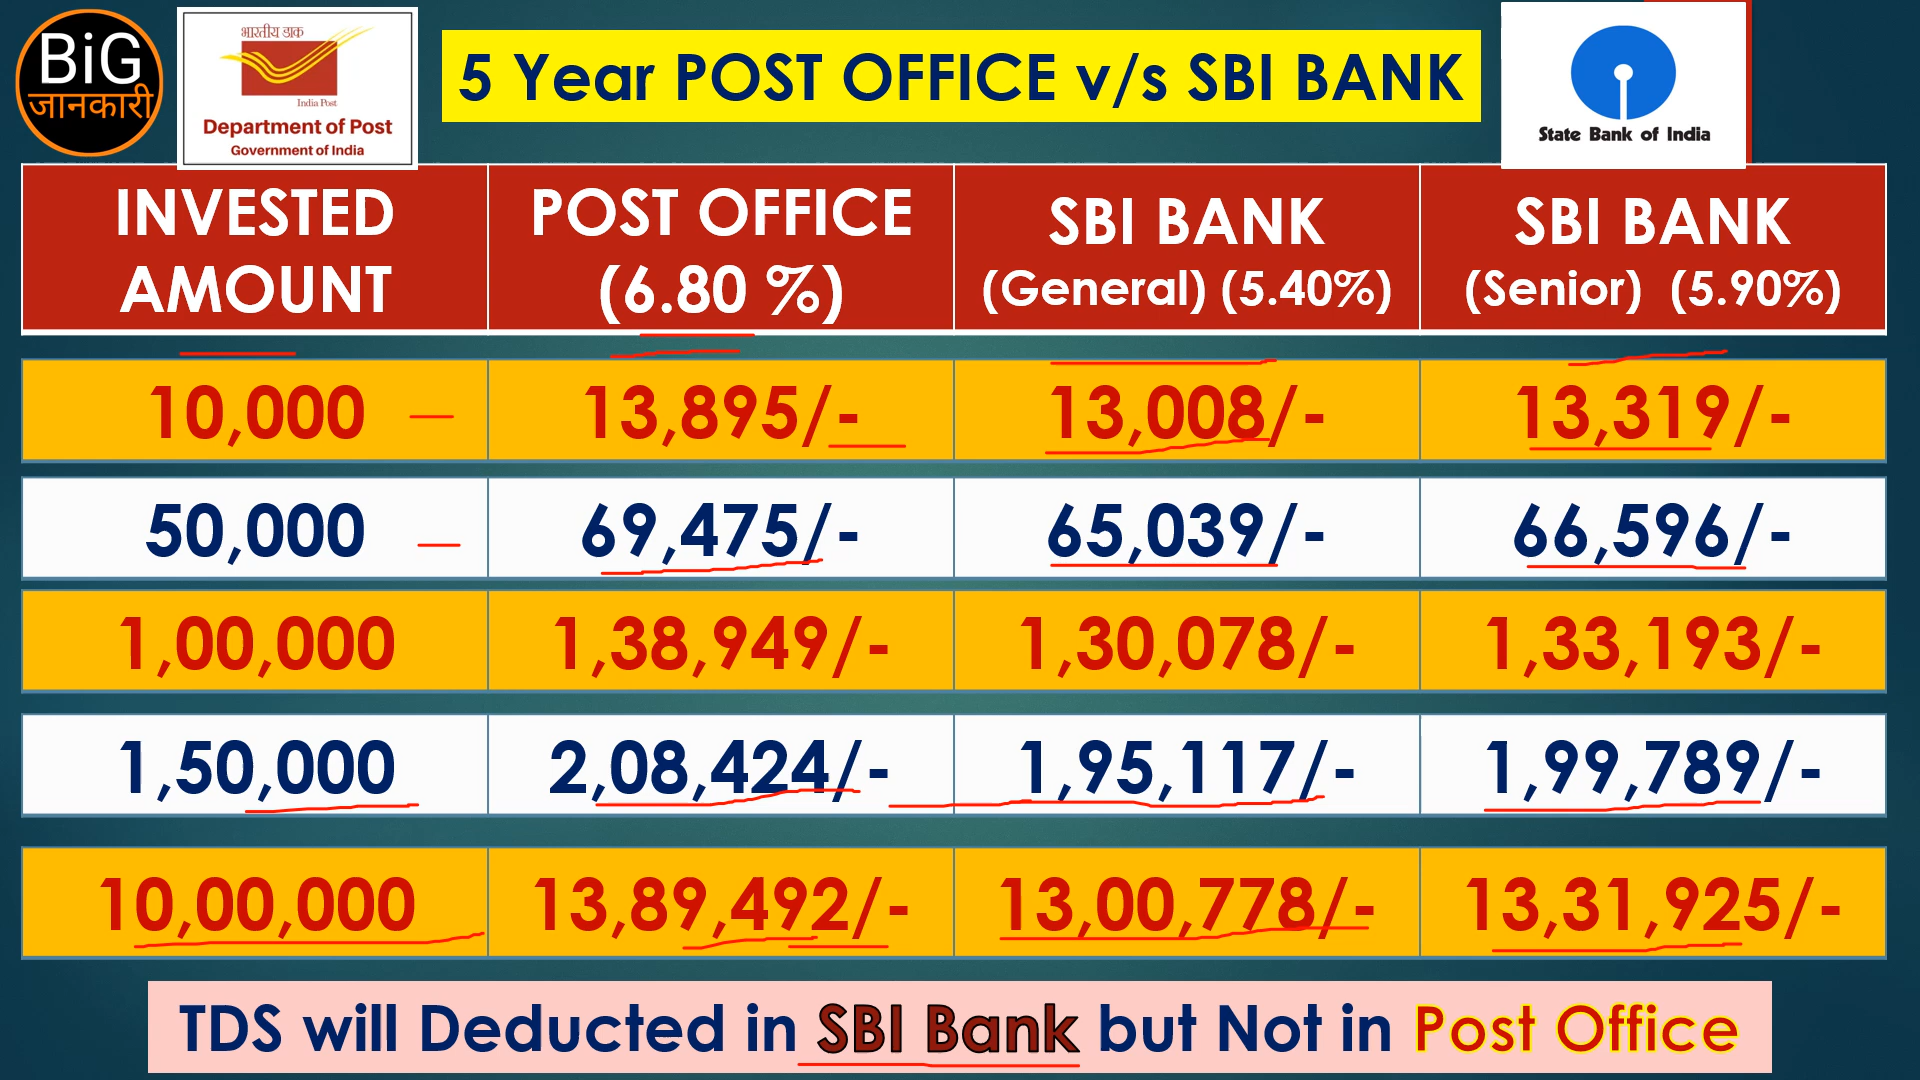 BiG
जानकारी
भारतीय डाक
India Post
Department of Post
Government of India
5 Year POST OFFICE v/s SBI BANK
State Bank of India
INVESTED
AMOUNT
POST OFFICE
(6.80 %)
SBI BANK
(General) (5.40%)
SBI BANK
(Senior) (5.90%)
10,000 13,895/- 13,008/- 13,319/-
50,000 69,475/- 65,039/- 66,596/-
1,00,000 1,38,949/- 1,30,078/- 1,33,193/-
1,50,000 2,08,424/- 1,95,117/- 1,99,789/-
10,00,000 13,89,492/- 13,00,778/- 13,31,925/-
TDS will Deducted in SBI Bank but Not in Post Office